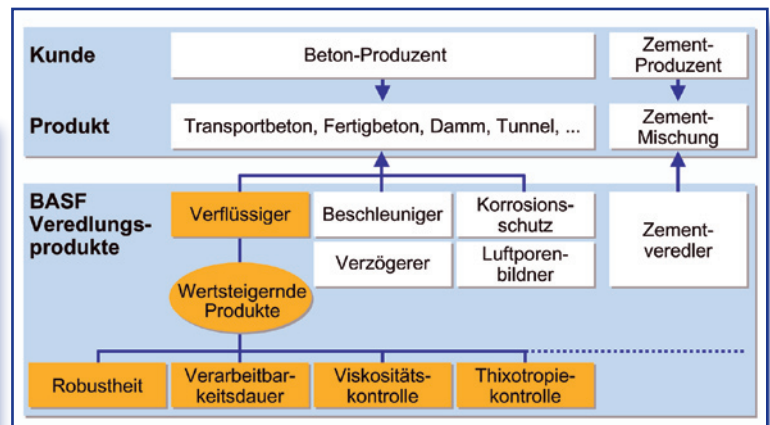 Kunde
Beton-Produzent
Zement-
Produzent
Produkt
Transportbeton, Fertigbeton, Damm, Tunnel, ...
Zement-
Mischung
BASF
Veredlungs-
produkte
Verflüssiger
Beschleuniger
Korrosions-
schutz
Zement-
veredler
Verzögerer
Luftporen-
bildner
Wertsteigernde
Produkte
Robustheit
Verarbeitbar-
keitsdauer
Viskositäts-
kontrolle
Thixotropie-
kontrolle